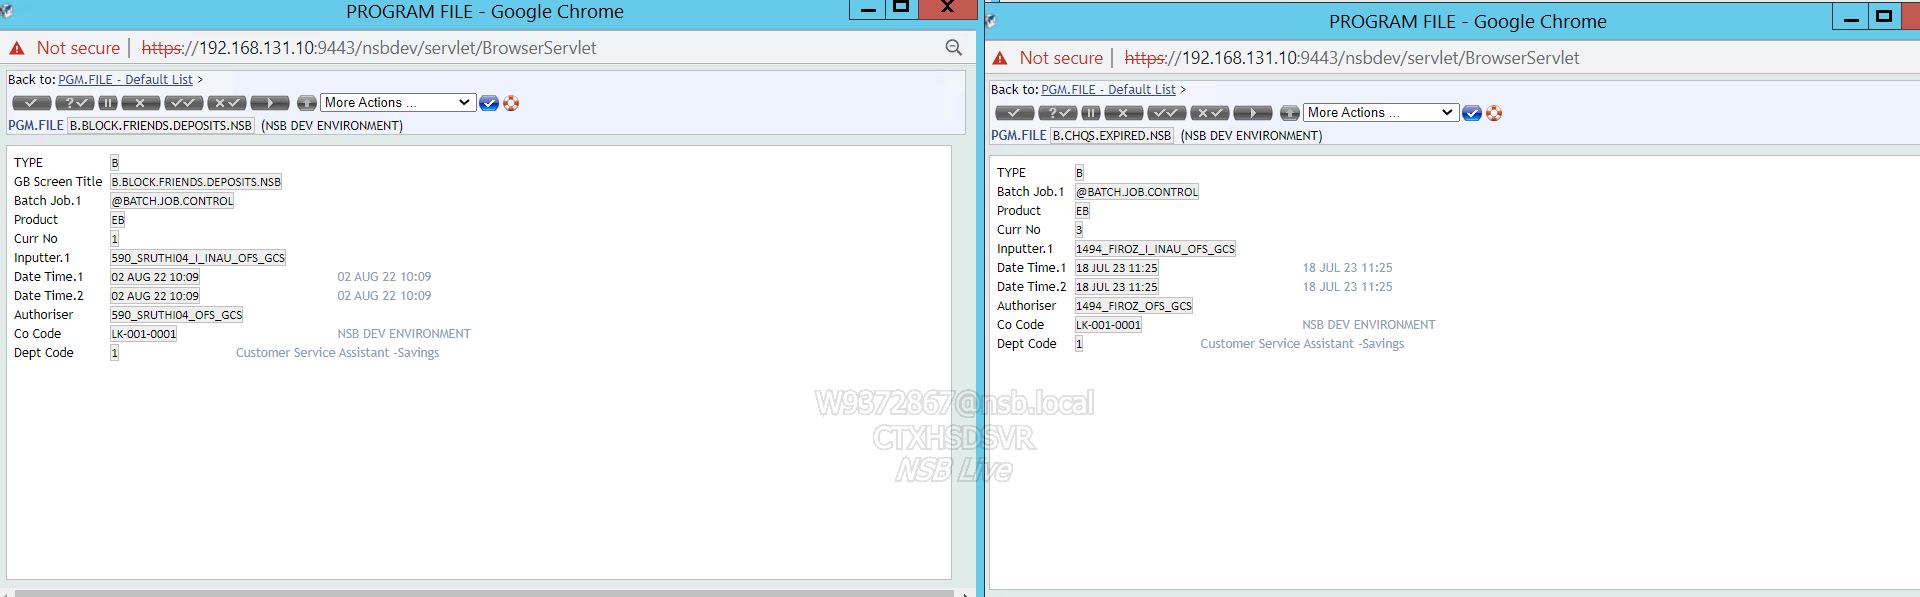 PROGRAM FILE - Google Chrome
Not secure | https://192.168.131.10:9443/nsbdev/servlet/BrowserServlet
Back to: PGM.FILE - Default List >
More Actions ...
PGM.FILE B.BLOCK.FRIENDS.DEPOSITS.NSB (NSB DEV ENVIRONMENT)
TYPE B
GB Screen Title B.BLOCK.FRIENDS.DEPOSITS.NSB
Batch Job.1 @BATCH.JOB.CONTROL
Product EB
Curr No 1
Inputter.1 590_SRUTHI04_I_INAU_OFS_GCS
Date Time.1 02 AUG 22 10:09 02 AUG 22 10:09
Date Time.2 02 AUG 22 10:09 02 AUG 22 10:09
Authoriser 590_SRUTHI04_OFS_GCS
Co Code LK-001-0001 NSB DEV ENVIRONMENT
Dept Code 1 Customer Service Assistant -Savings
PROGRAM FILE - Google Chrome
Not secure | https://192.168.131.10:9443/nsbdev/servlet/BrowserServlet
Back to: PGM.FILE - Default List >
More Actions ...
PGM.FILE B.CHQS.EXPIRED.NSB (NSB DEV ENVIRONMENT)
TYPE B
Batch Job.1 @BATCH.JOB.CONTROL
Product EB
Curr No 3
Inputter.1 1494_FIROZ_I_INAU_OFS_GCS
Date Time.1 18 JUL 23 11:25 18 JUL 23 11:25
Date Time.2 18 JUL 23 11:25 18 JUL 23 11:25
Authoriser 1494_FIROZ_OFS_GCS
Co Code LK-001-0001 NSB DEV ENVIRONMENT
Dept Code 1 Customer Service Assistant -Savings
W9372867@nsb.local
CTXHSDSVR
NSB Live